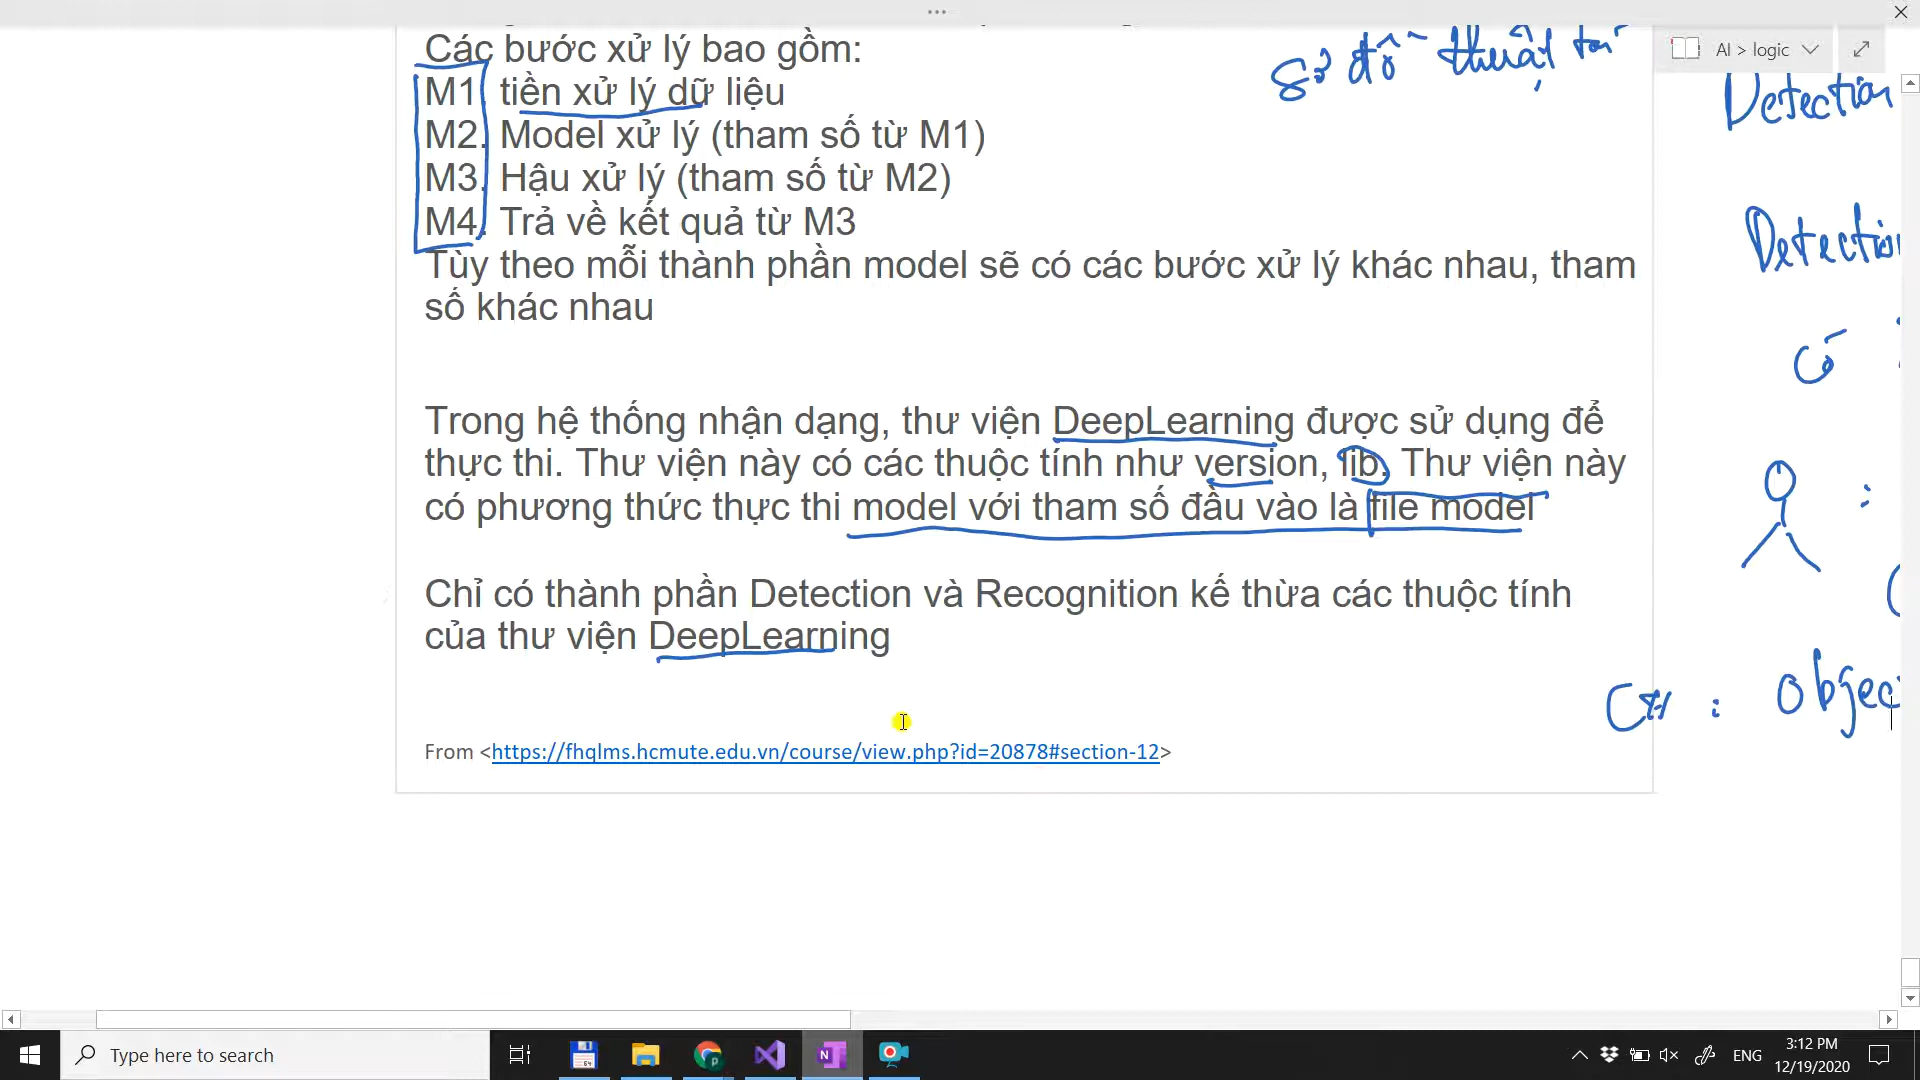 Các bước xử lý bao gồm:
M1. tiền xử lý dữ liệu
M2. Model xử lý (tham số từ M1)
M3. Hậu xử lý (tham số từ M2)
M4. Trả về kết quả từ M3
Tùy theo mỗi thành phần model sẽ có các bước xử lý khác nhau, tham
số khác nhau
Trong hệ thống nhận dạng, thư viện DeepLearning được sử dụng để
thực thi. Thư viện này có các thuộc tính như version, lib. Thư viện này
có phương thức thực thi model với tham số đầu vào là file model
Chỉ có thành phần Detection và Recognition kế thừa các thuộc tính
của thư viện DeepLearning
From <https://fhqlms.hcmute.edu.vn/course/view.php?id=20878#section-12>
thuật
AI > logic
Detection
Detection
có
:
C# : objec
Type here to search
64
N
ENG
3:12 PM
12/19/2020